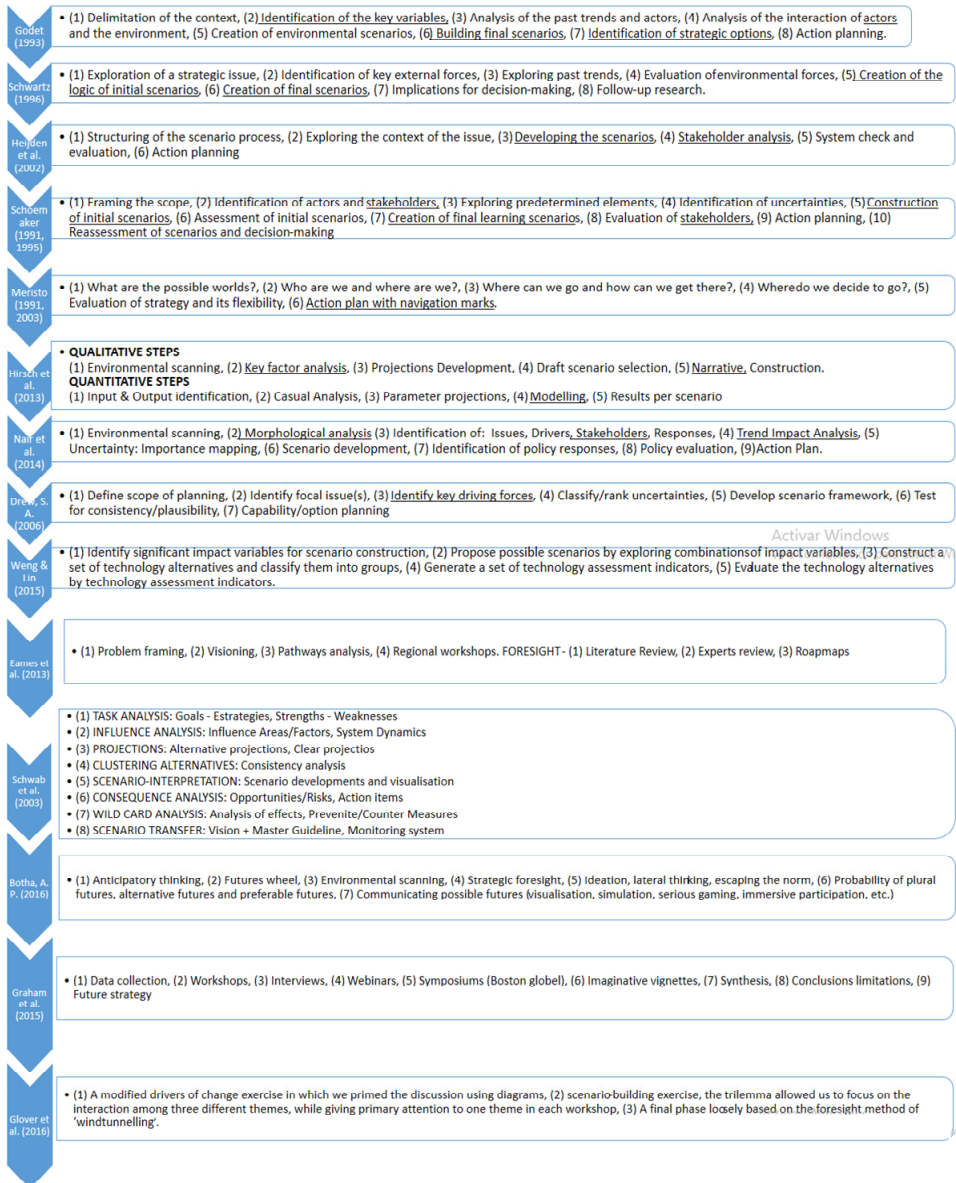 Godet
(1993)
• (1) Delimitation of the context, (2) Identification of the key variables, (3) Analysis of the past trends and actors, (4) Analysis of the interaction of actors
and the environment, (5) Creation of environmental scenarios, (6) Building final scenarios, (7) Identification of strategic options, (8) Action planning.
Schwartz
(1996)
• (1) Exploration of a strategic issue, (2) Identification of key external forces, (3) Exploring past trends, (4) Evaluation ofenvironmental forces, (5) Creation of the
logic of initial scenarios, (6) Creation of final scenarios, (7) Implications for decision-making, (8) Follow-up research.
Heijden
et al.
(2002)
• (1) Structuring of the scenario process, (2) Exploring the context of the issue, (3) Developing the scenarios, (4) Stakeholder analysis, (5) System check and
evaluation, (6) Action planning
Schoem
aker
(1991,
1995)
• (1) Framing the scope, (2) Identification of actors and stakeholders, (3) Exploring predetermined elements, (4) Identification of uncertainties, (5) Construction
of initial scenarios, (6) Assessment of initial scenarios, (7) Creation of final learning scenarios, (8) Evaluation of stakeholders, (9) Action planning, (10)
Reassessment of scenarios and decision-making
Meristo
(1991,
2003)
• (1) What are the possible worlds?, (2) Who are we and where are we?, (3) Where can we go and how can we get there?, (4) Wheredo we decide to go?, (5)
Evaluation of strategy and its flexibility, (6) Action plan with navigation marks.
Hirsch et
al.
(2013)
• QUALITATIVE STEPS
(1) Environmental scanning, (2) Key factor analysis, (3) Projections Development, (4) Draft scenario selection, (5) Narrative, Construction.
QUANTITATIVE STEPS
(1) Input & Output identification, (2) Casual Analysis, (3) Parameter projections, (4) Modelling, (5) Results per scenario
Nair et
al.
(2014)
• (1) Environmental scanning, (2) Morphological analysis (3) Identification of: Issues, Drivers, Stakeholders, Responses, (4) Trend Impact Analysis, (5)
Uncertainty: Importance mapping, (6) Scenario development, (7) Identification of policy responses, (8) Policy evaluation, (9)Action Plan.
Drew, S.
A.
(2006)
• (1) Define scope of planning, (2) Identify focal issue(s), (3) Identify key driving forces, (4) Classify/rank uncertainties, (5) Develop scenario framework, (6) Test
for consistency/plausibility, (7) Capability/option planning
Activar Windows
Weng &
Lin
(2015)
• (1) Identify significant impact variables for scenario construction, (2) Propose possible scenarios by exploring combinationsof impact variables, (3) Construct a
set of technology alternatives and classify them into groups, (4) Generate a set of technology assessment indicators, (5) Evaluate the technology alternatives
by technology assessment indicators.
Eames et
al. (2013)
• (1) Problem framing, (2) Visioning, (3) Pathways analysis, (4) Regional workshops. FORESIGHT- (1) Literature Review, (2) Experts review, (3) Roapmaps
Schwab
et al.
(2003)
• (1) TASK ANALYSIS: Goals - Estrategies, Strengths - Weaknesses
• (2) INFLUENCE ANALYSIS: Influence Areas/Factors, System Dynamics
• (3) PROJECTIONS: Alternative projections, Clear projectios
• (4) CLUSTERING ALTERNATIVES: Consistency analysis
• (5) SCENARIO-INTERPRETATION: Scenario developments and visualisation
• (6) CONSEQUENCE ANALYSIS: Opportunities/Risks, Action items
• (7) WILD CARD ANALYSIS: Analysis of effects, Prevenite/Counter Measures
• (8) SCENARIO TRANSFER: Vision + Master Guideline, Monitoring system
Botha, A.
P. (2016)
• (1) Anticipatory thinking, (2) Futures wheel, (3) Environmental scanning, (4) Strategic foresight, (5) Ideation, lateral thinking, escaping the norm, (6) Probability of plural
futures, alternative futures and preferable futures, (7) Communicating possible futures (visualisation, simulation, serious gaming, immersive participation, etc.)
Graham
et al.
(2015)
• (1) Data collection, (2) Workshops, (3) Interviews, (4) Webinars, (5) Symposiums (Boston globel), (6) Imaginative vignettes, (7) Synthesis, (8) Conclusions limitations, (9)
Future strategy
Glover et
al. (2016)
• (1) A modified drivers of change exercise in which we primed the discussion using diagrams, (2) scenario-building exercise, the trilemma allowed us to focus on the
interaction among three different themes, while giving primary attention to one theme in each workshop, (3) A final phase loosely based on the foresight method of
'windtunnelling'.